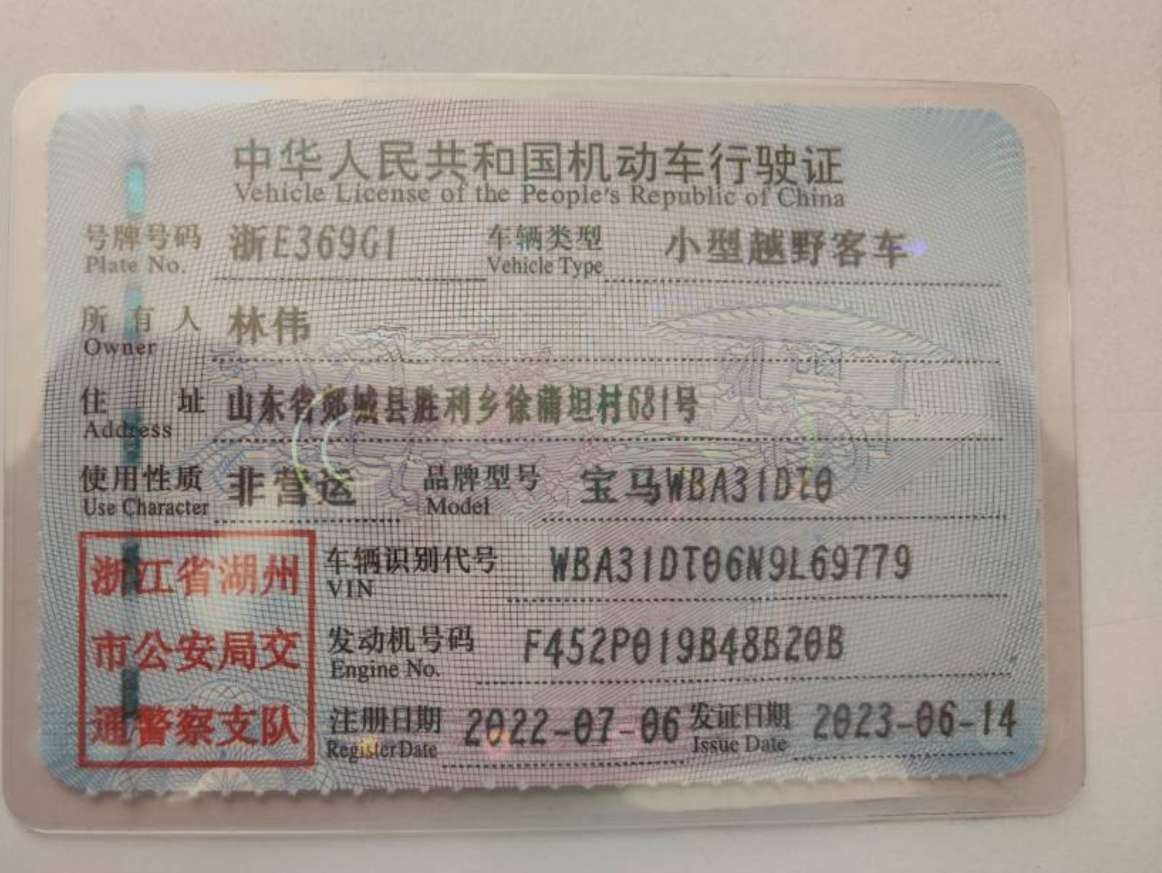 中华人民共和国机动车行驶证
Vehicle License of the People's Republic of China
号牌号码 浙E369G1 车辆类型 小型越野客车
Plate No. Vehicle Type
所有人 林伟
Owner
住址 山东省郯城县胜利乡徐蒲坦村681号
Address
使用性质 非营运 品牌型号 宝马WBA31DT0
Use Character Model
浙江省湖州 车辆识别代号 WBA31DT06N9L69779
VIN
市公安局交 发动机号码 F452P019B48B20B
Engine No.
通警察支队 注册日期 2022-07-06 发证日期 2023-06-14
Register Date Issue Date